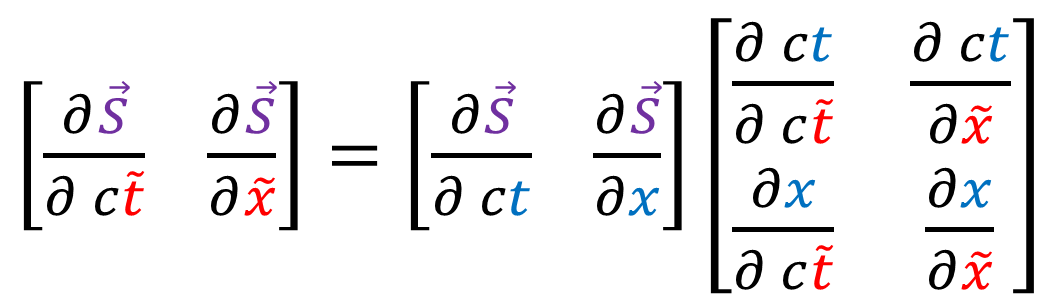 [∂S⃗/∂ ct̃ ∂S⃗/∂x̃] = [∂S⃗/∂ ct ∂S⃗/∂x] [∂ ct/∂ ct̃ ∂ ct/∂x̃
∂x/∂ ct̃ ∂x/∂x̃]